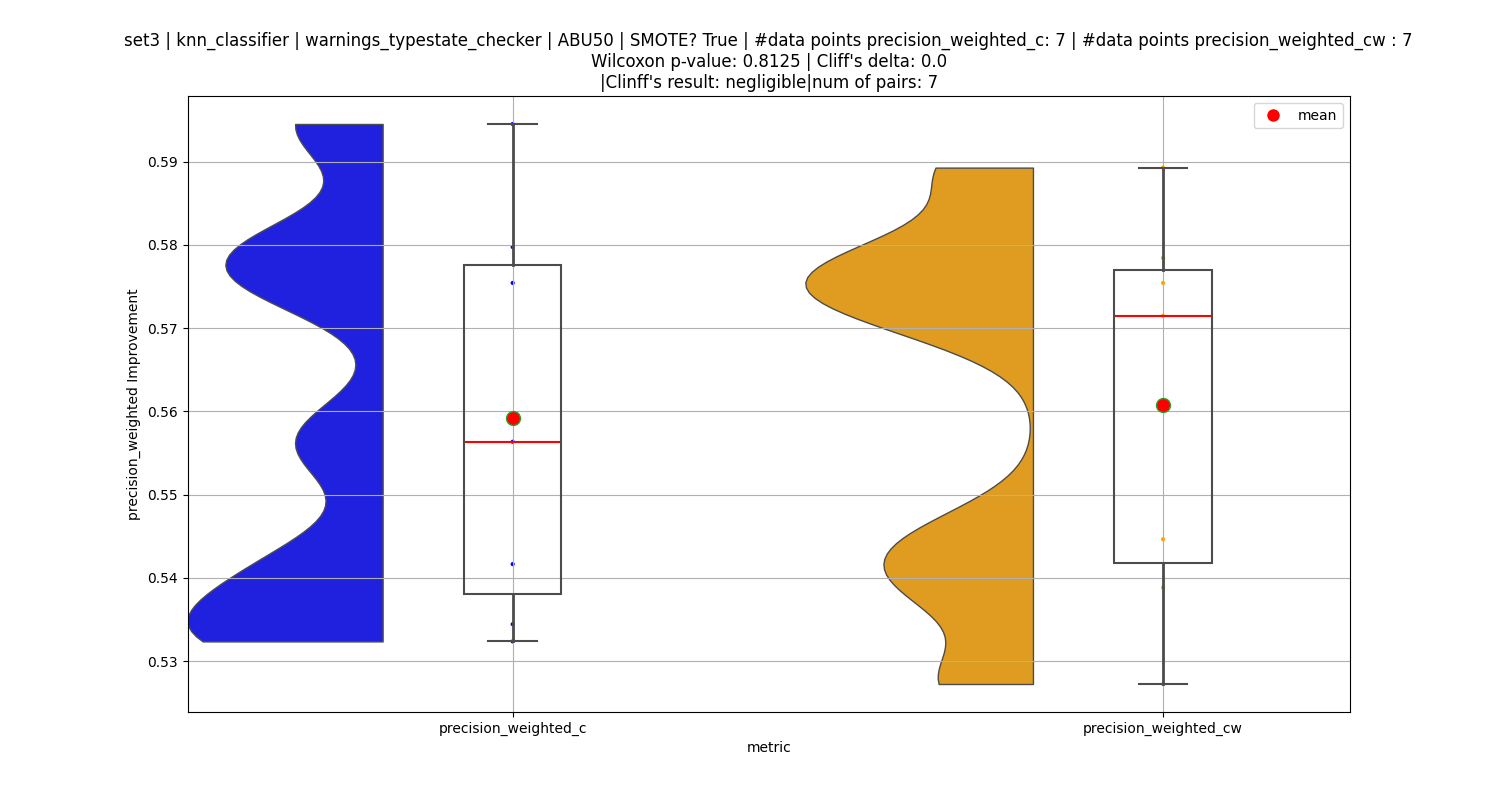 set3 | knn_classifier | warnings_typestate_checker | ABU50 | SMOTE? True | #data points precision_weighted_c: 7 | #data points precision_weighted_cw : 7
Wilcoxon p-value: 0.8125 | Cliff's delta: 0.0
|Clinff's result: negligible|num of pairs: 7
mean
0.59
0.58
0.57
0.56
0.55
0.54
0.53
precision_weighted Improvement
precision_weighted_c
precision_weighted_cw
metric